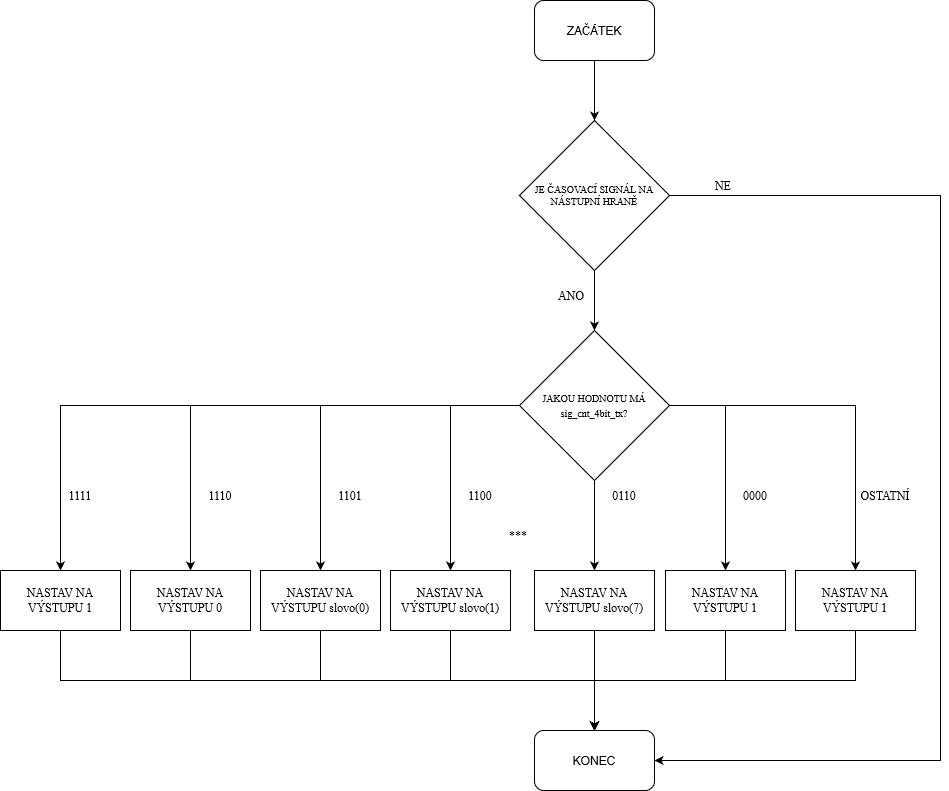 ZAČÁTEK
JE ČASOVACÍ SIGNÁL NA
NÁSTUPNÍ HRANĚ
NE
ANO
JAKOU HODNOTU MÁ
sig_cnt_4bit_tx?
1111
1110
1101
1100
0110
0000
OSTATNÍ
***
NASTAV NA
VÝSTUPU 1
NASTAV NA
VÝSTUPU 0
NASTAV NA
VÝSTUPU slovo(0)
NASTAV NA
VÝSTUPU slovo(1)
NASTAV NA
VÝSTUPU slovo(7)
NASTAV NA
VÝSTUPU 1
NASTAV NA
VÝSTUPU 1
KONEC